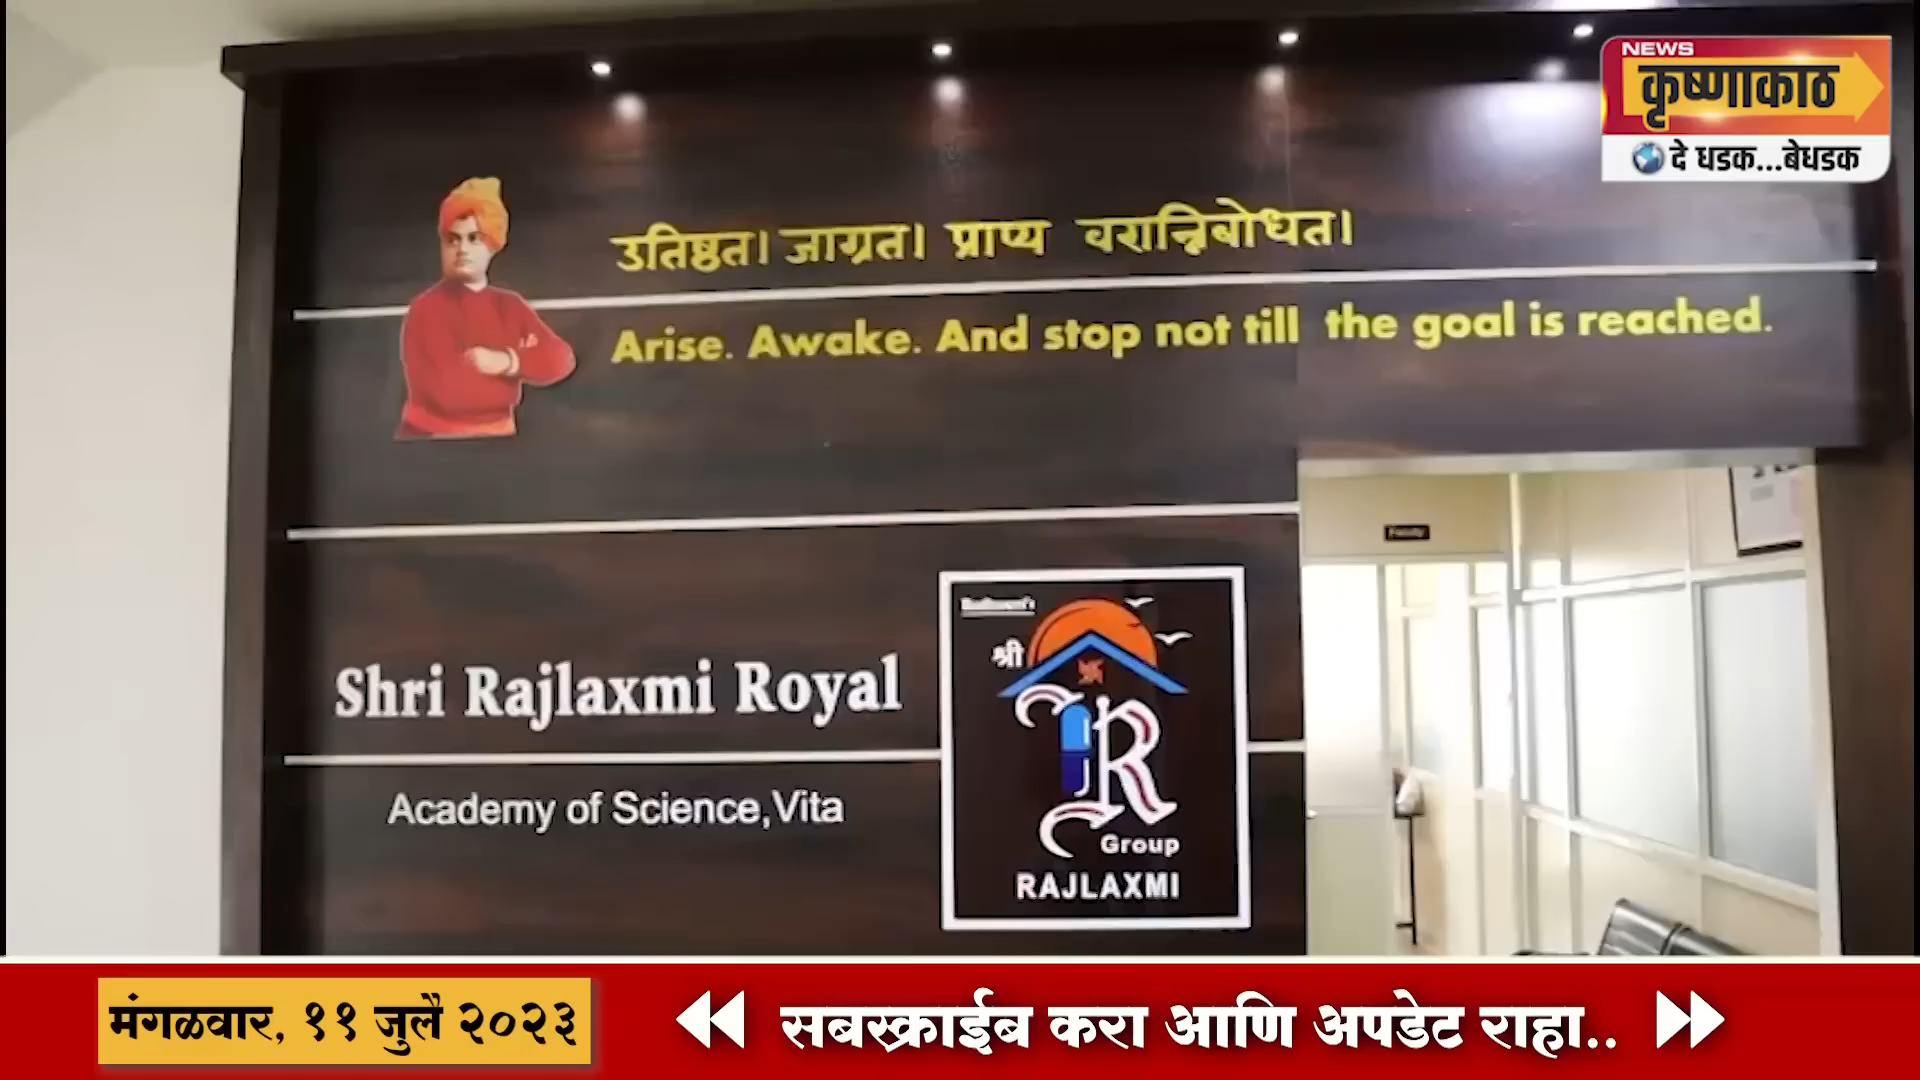 NEWS
कृष्णाकाठ
दे धडक...बेधडक
उतिष्ठत। जाग्रत। प्राप्य वरान्निबोधत।
Arise. Awake. And stop not till the goal is reached.
Faculty
श्री
Shri Rajlaxmi Royal
R
Academy of Science,Vita
Group
RAJLAXMI
मंगळवार, ११ जुलै २०२३
सबस्क्राईब करा आणि अपडेट राहा..